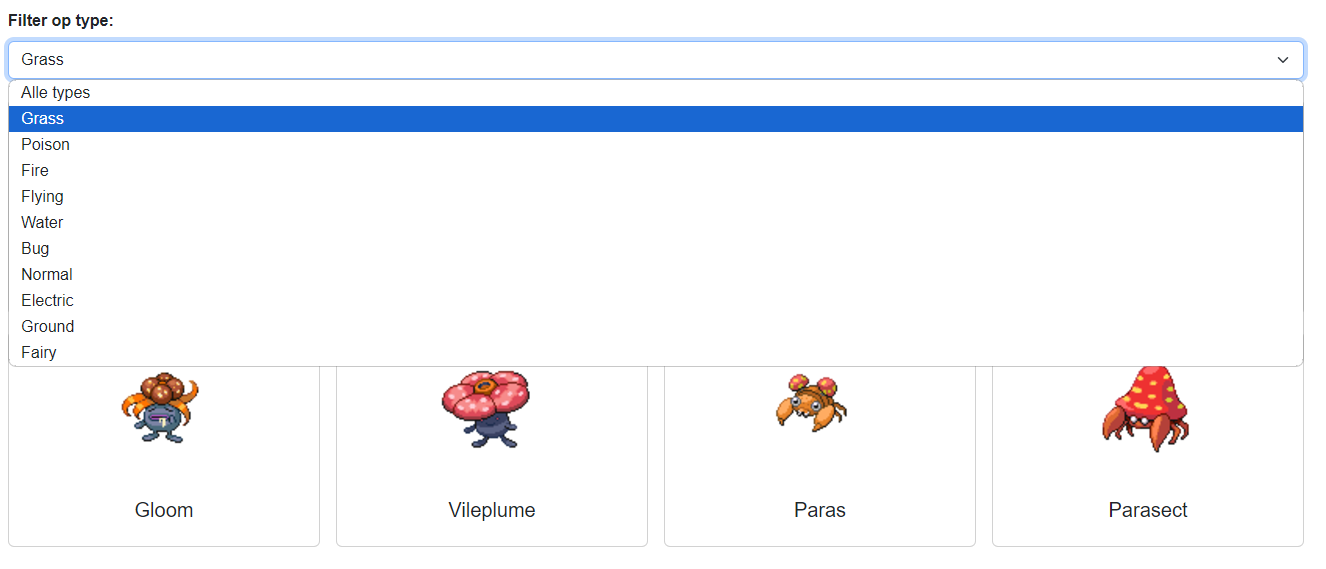 Filter op type:
Grass
Alle types
Grass
Poison
Fire
Flying
Water
Bug
Normal
Electric
Ground
Fairy
Gloom
Vileplume
Paras
Parasect